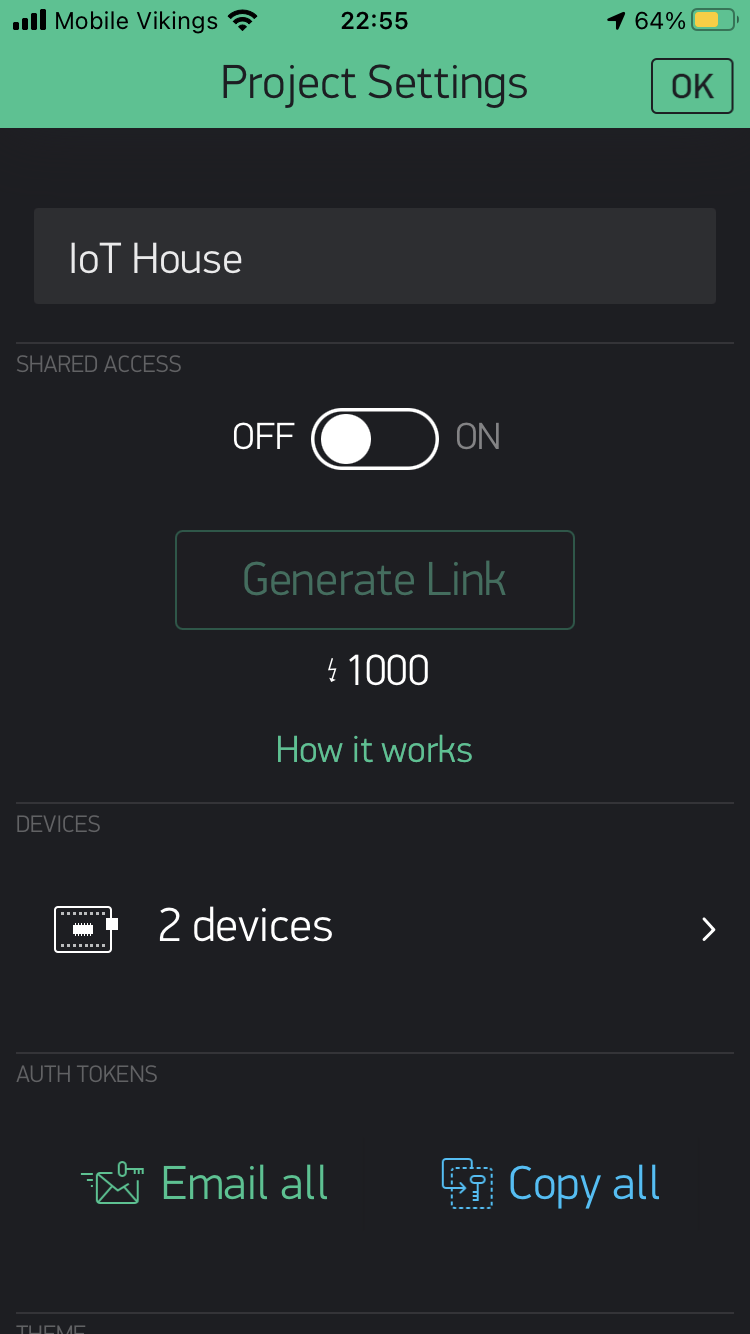 Mobile Vikings 22:55 64%
Project Settings OK
IoT House
SHARED ACCESS
OFF ON
Generate Link
1000
How it works
DEVICES
2 devices
AUTH TOKENS
Email all Copy all
THEME